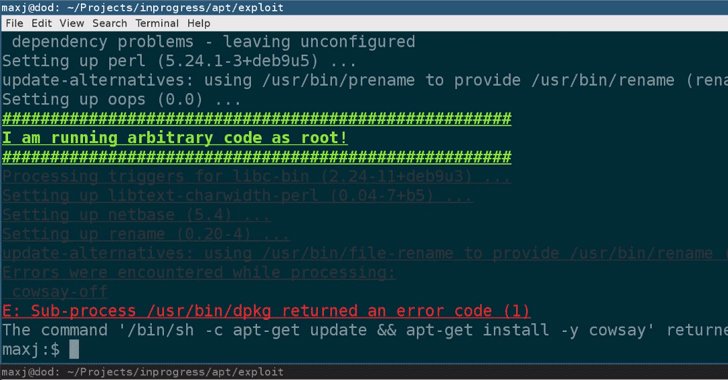 maxj@dod: ~/Projects/inprogress/apt/exploit
File Edit View Search Terminal Help
dependency problems - leaving unconfigured
Setting up perl (5.24.1-3+deb9u5) ...
update-alternatives: using /usr/bin/prename to provide /usr/bin/rename (rena
Setting up oops (0.0) ...
#####################################################
I am running arbitrary code as root!
#####################################################
Processing triggers for libc-bin (2.24-11+deb9u3) ...
Setting up libtext-charwidth-perl (0.04-7+b5) ...
Setting up netbase (5.4) ...
Setting up rename (0.20-4) ...
update-alternatives: using /usr/bin/file-rename to provide /usr/bin/rename
Errors were encountered while processing:
cowsay-off
E: Sub-process /usr/bin/dpkg returned an error code (1)
The command '/bin/sh -c apt-get update && apt-get install -y cowsay' returne
maxj:$
maxj@dod: ~/Projects/inprogress/apt/exploit